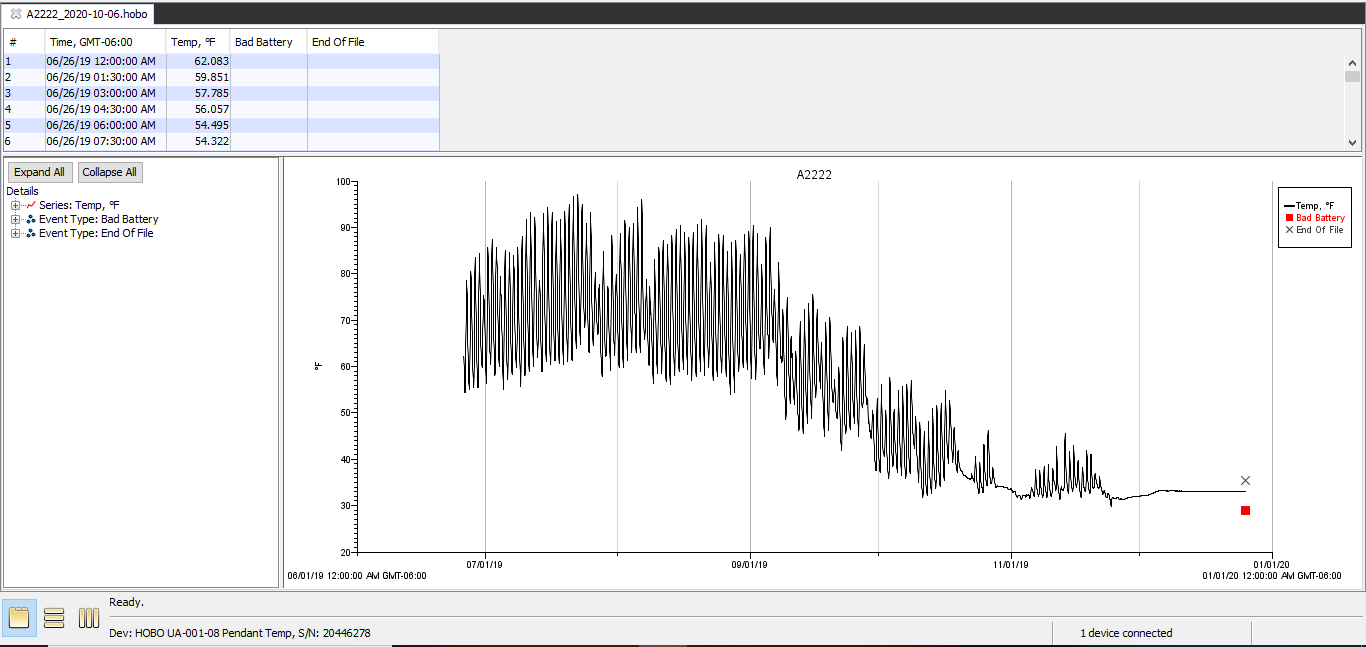 A2222_2020-10-06.hobo
# Time, GMT-06:00 Temp, °F Bad Battery End Of File
1 06/26/19 12:00:00 AM 62.083
2 06/26/19 01:30:00 AM 59.851
3 06/26/19 03:00:00 AM 57.785
4 06/26/19 04:30:00 AM 56.057
5 06/26/19 06:00:00 AM 54.495
6 06/26/19 07:30:00 AM 54.322
Expand All Collapse All
Details
Series: Temp, °F
Event Type: Bad Battery
Event Type: End Of File
A2222
100
90
80
70
60
50
40
30
20
°F
Temp, °F
Bad Battery
End Of File
07/01/19 09/01/19 11/01/19 01/01/20
06/01/19 12:00:00 AM GMT-06:00 01/01/20 12:00:00 AM GMT-06:00
Ready.
Dev: HOBO UA-001-08 Pendant Temp, S/N: 20446278 1 device connected